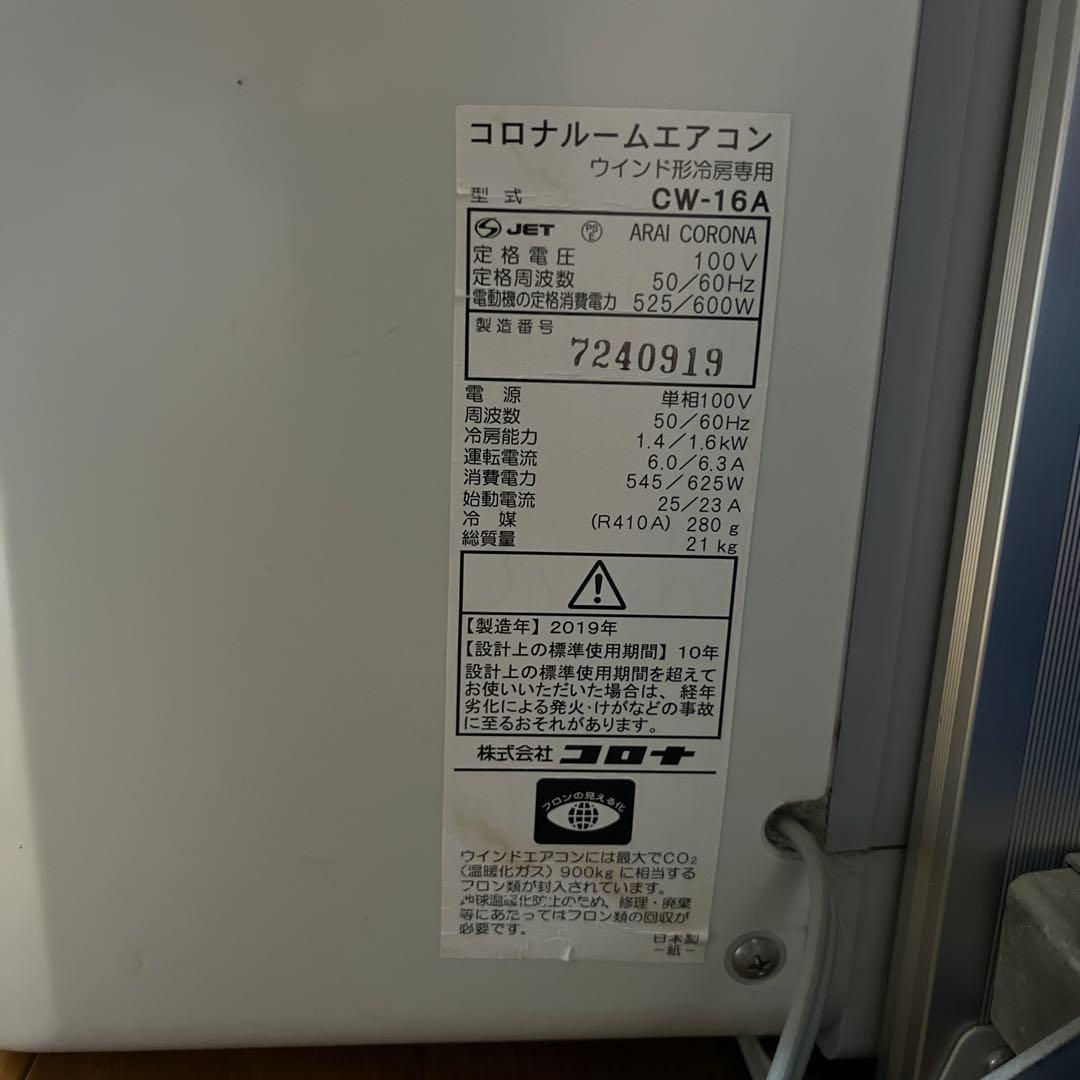 コロナルームエアコン
ウインド形冷房専用
型式 CW-16A
JET PSE ARAI CORONA
定格電圧 100V
定格周波数 50/60Hz
電動機の定格消費電力 525/600W
製造番号
7240919
電源 単相100V
周波数 50/60Hz
冷房能力 1.4/1.6kW
運転電流 6.0/6.3A
消費電力 545/625W
始動電流 25/23A
冷媒 (R410A) 280g
総質量 21kg
【製造年】2019年
【設計上の標準使用期間】10年
設計上の標準使用期間を超えて
お使いいただいた場合は、経年
劣化による発火・けがなどの事故
に至るおそれがあります。
株式会社 コロナ
フロンの見える化
ウインドエアコンには最大でCO₂
(温暖化ガス) 900kgに相当する
フロン類が封入されています。
地球温暖化防止のため、修理・廃棄
等にあたってはフロン類の回収が
必要です。
日本製
-紙-